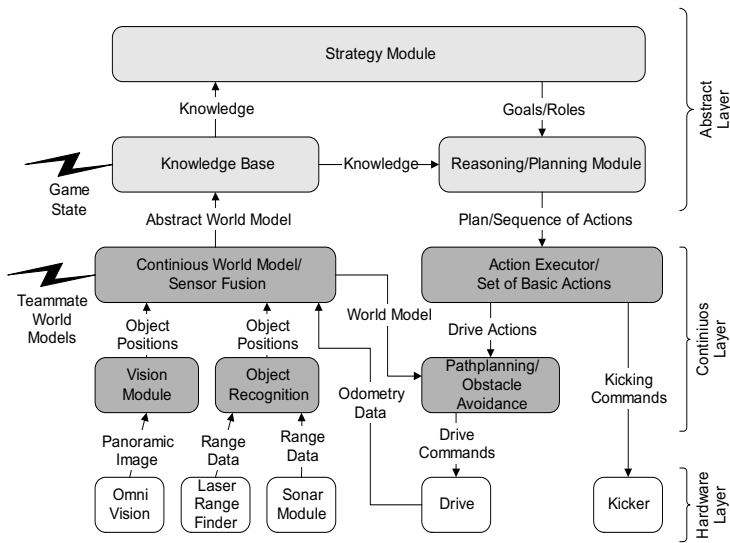 Strategy Module
Knowledge
Goals/Roles
Abstract
Layer
Knowledge Base
Knowledge
Reasoning/Planning Module
Game
State
Abstract World Model
Plan/Sequence of Actions
Continious World Model/
Sensor Fusion
Action Executor/
Set of Basic Actions
Teammate
World
Models
Object
Positions
Object
Positions
World Model
Drive Actions
Continiuos
Layer
Vision
Module
Object
Recognition
Odometry
Data
Pathplanning/
Obstacle
Avoidance
Kicking
Commands
Panoramic
Image
Range
Data
Range
Data
Drive
Commands
Omni
Vision
Laser
Range
Finder
Sonar
Module
Drive
Kicker
Hardware
Layer